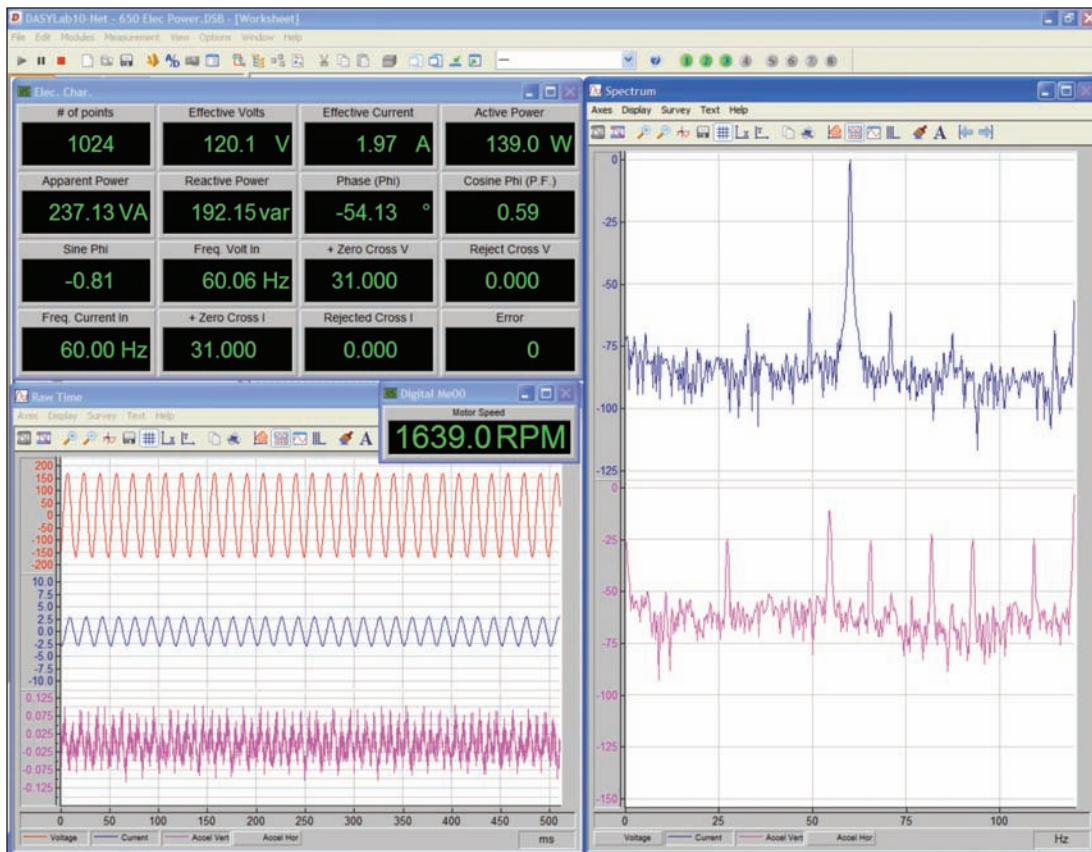 DASYLab10-Net - 650 Elec Power.DSB - [Worksheet]
File Edit Modules Measurement View Options Window Help
1 2 3 4 5 6 7 8
Elec. Char.
# of points Effective Volts Effective Current Active Power
1024 120.1 V 1.97 A 139.0 W
Apparent Power Reactive Power Phase (Phi) Cosine Phi (P.F.)
237.13 VA 192.15 var -54.13 ° 0.59
Sine Phi Freq. Volt In + Zero Cross V Reject Cross V
-0.81 60.06 Hz 31.000 0.000
Freq. Current In + Zero Cross I Rejected Cross I Error
60.00 Hz 31.000 0.000 0
Raw Time
Axes Display Survey Text Help
Digital Me00
Motor Speed
1639.0 RPM
200
150
100
50
0
-50
-100
-150
-200
10.0
7.5
5.0
2.5
0.0
-2.5
-5.0
-7.5
-10.0
0.125
0.075
0.025
-0.025
-0.075
-0.125
0 50 100 150 200 250 300 350 400 450 500
Voltage Current Accel Vert Accel Hor ms
Spectrum
Axes Display Survey Text Help
0
-25
-50
-75
-100
-125
0
-25
-50
-75
-100
-125
-150
0 25 50 75 100
Voltage Current Accel Vert Accel Hor Hz